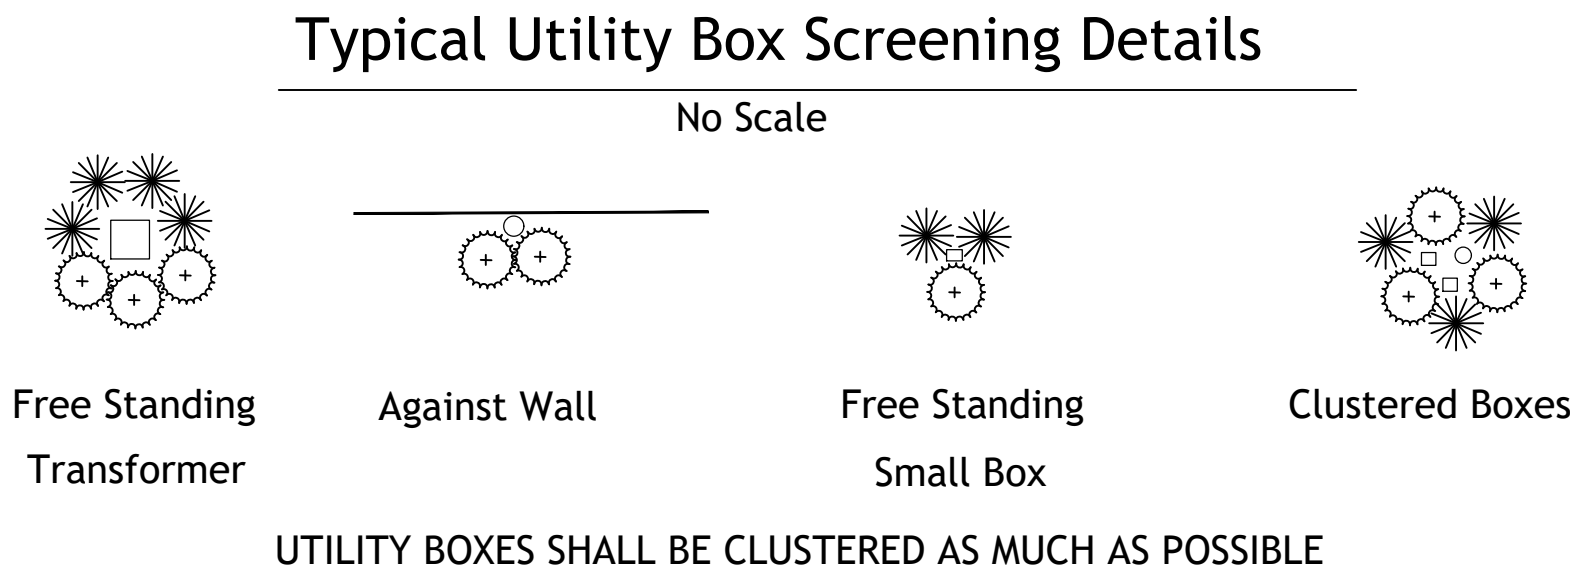 Typical Utility Box Screening Details
No Scale
Free Standing
Transformer
Against Wall
Free Standing
Small Box
Clustered Boxes
UTILITY BOXES SHALL BE CLUSTERED AS MUCH AS POSSIBLE